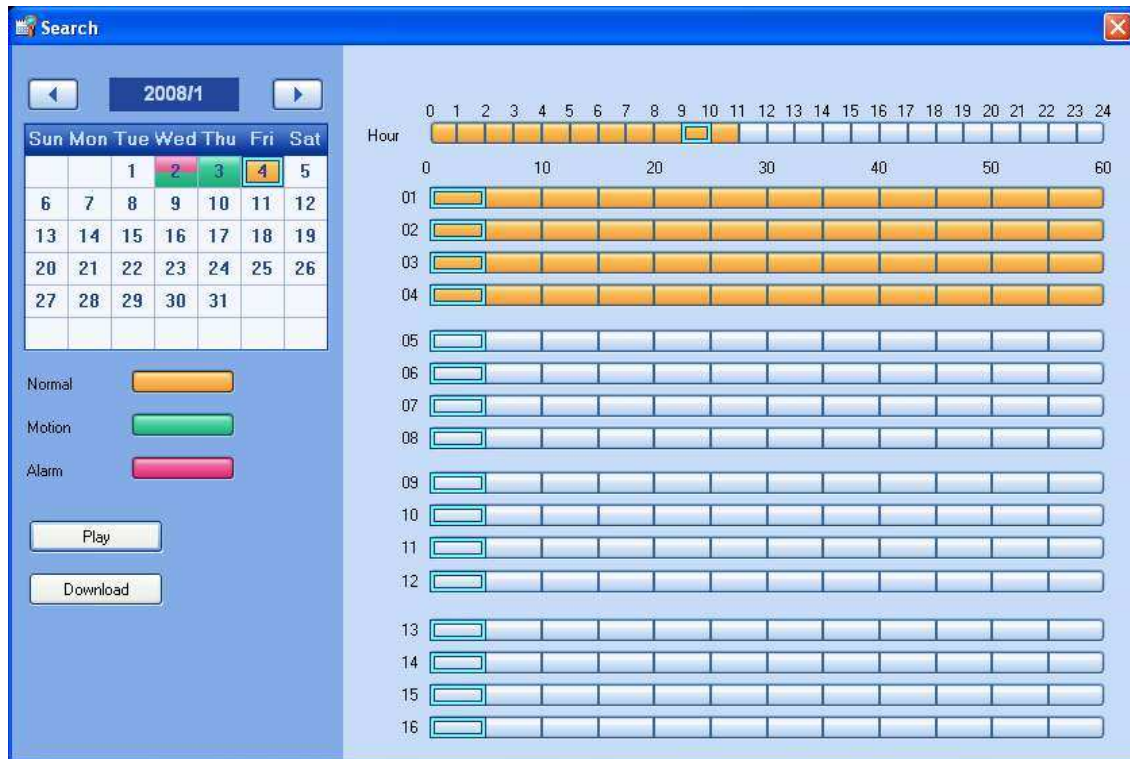 Search
2008/1
Sun Mon Tue Wed Thu Fri Sat
1 2 3 4 5
6 7 8 9 10 11 12
13 14 15 16 17 18 19
20 21 22 23 24 25 26
27 28 29 30 31
Normal
Motion
Alarm
Play
Download
0 1 2 3 4 5 6 7 8 9 10 11 12 13 14 15 16 17 18 19 20 21 22 23 24
Hour
0 10 20 30 40 50 60
01
02
03
04
05
06
07
08
09
10
11
12
13
14
15
16